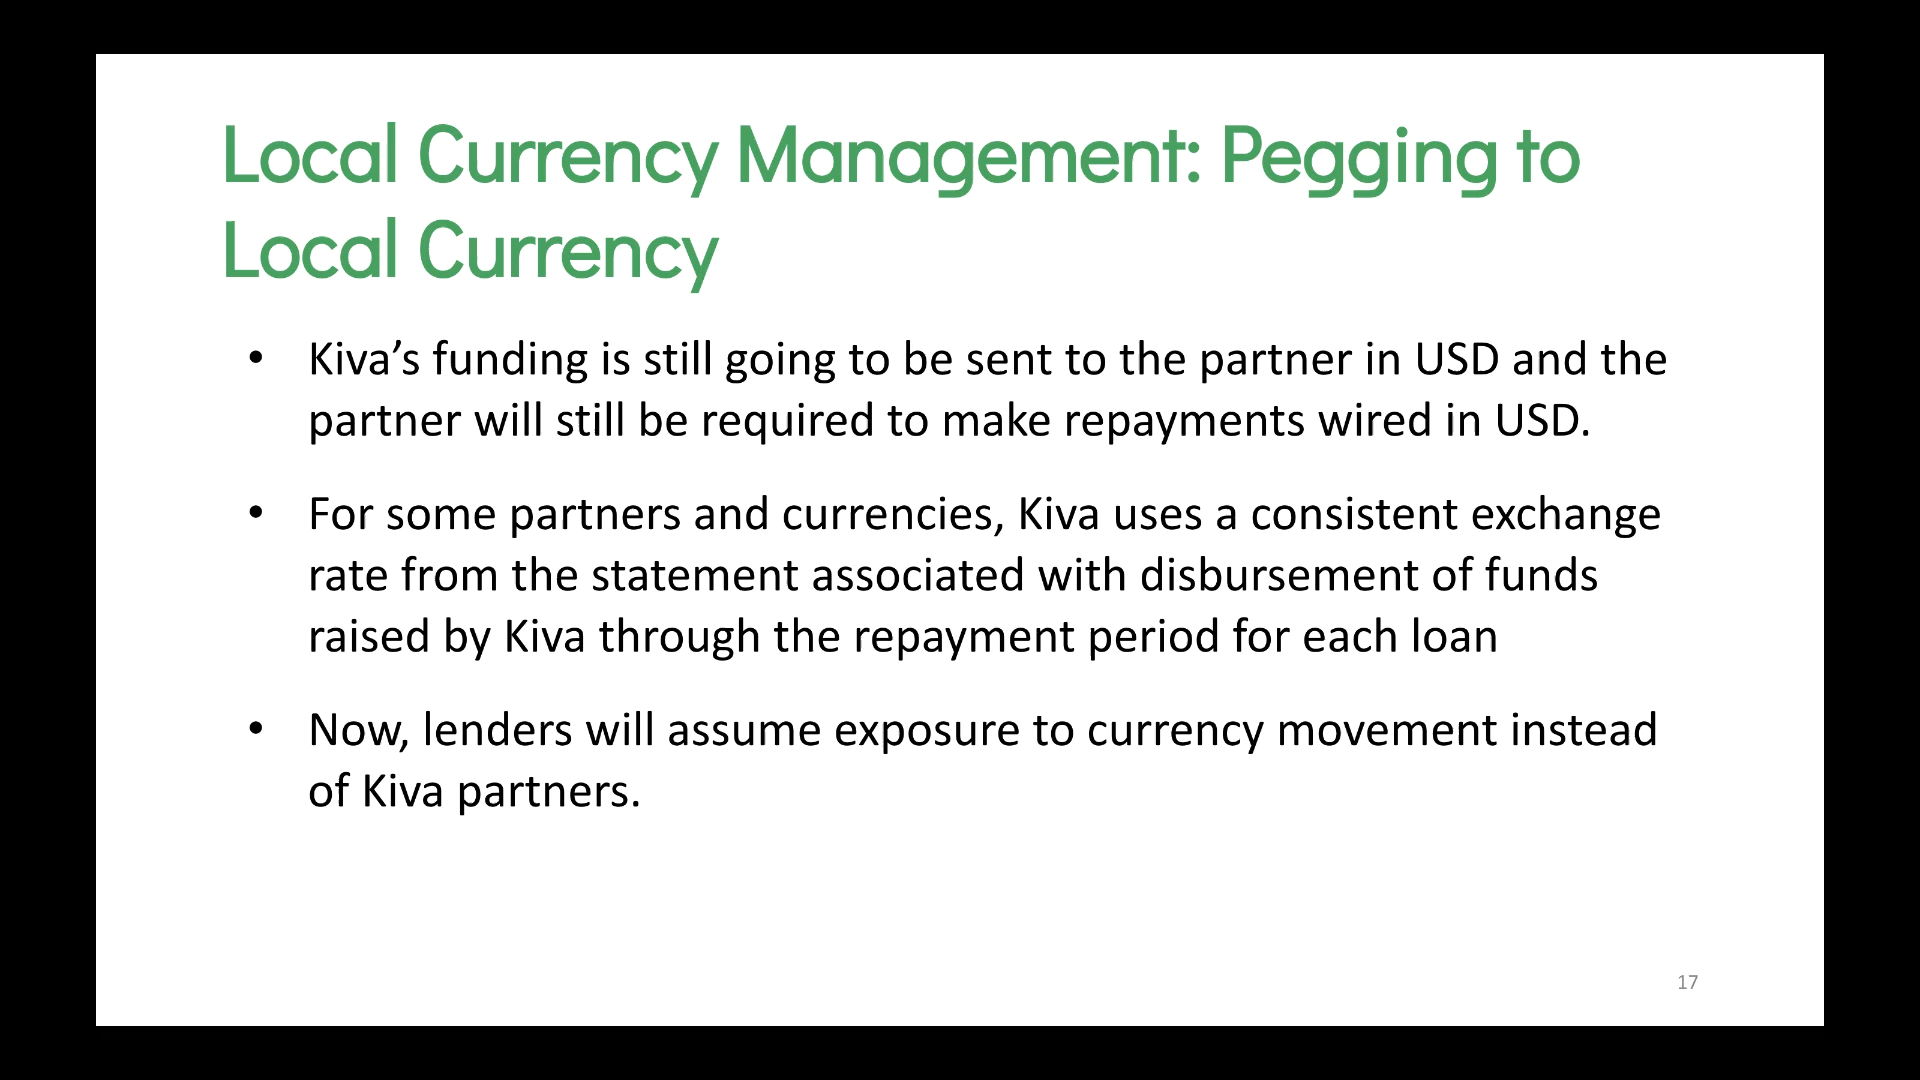 Local Currency Management: Pegging to
Local Currency
• Kiva’s funding is still going to be sent to the partner in USD and the
partner will still be required to make repayments wired in USD.
• For some partners and currencies, Kiva uses a consistent exchange
rate from the statement associated with disbursement of funds
raised by Kiva through the repayment period for each loan
• Now, lenders will assume exposure to currency movement instead
of Kiva partners.
17